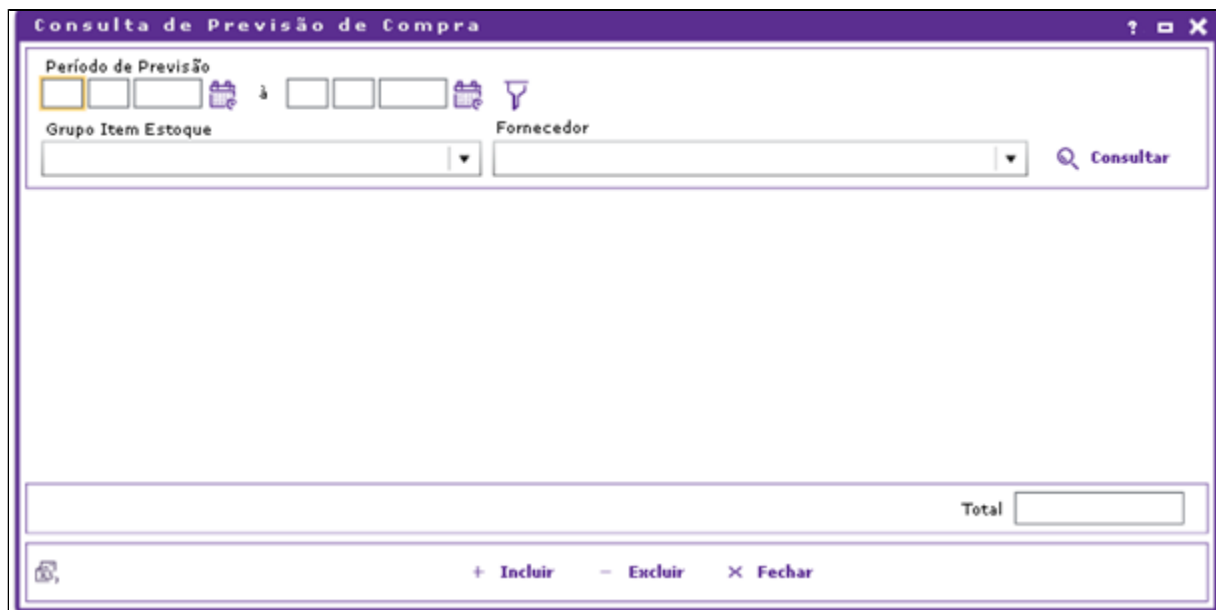 Consulta de Previsão de Compra ?
Período de Previsão
à
Grupo Item Estoque Fornecedor
Consultar
Total
+ Incluir − Excluir × Fechar